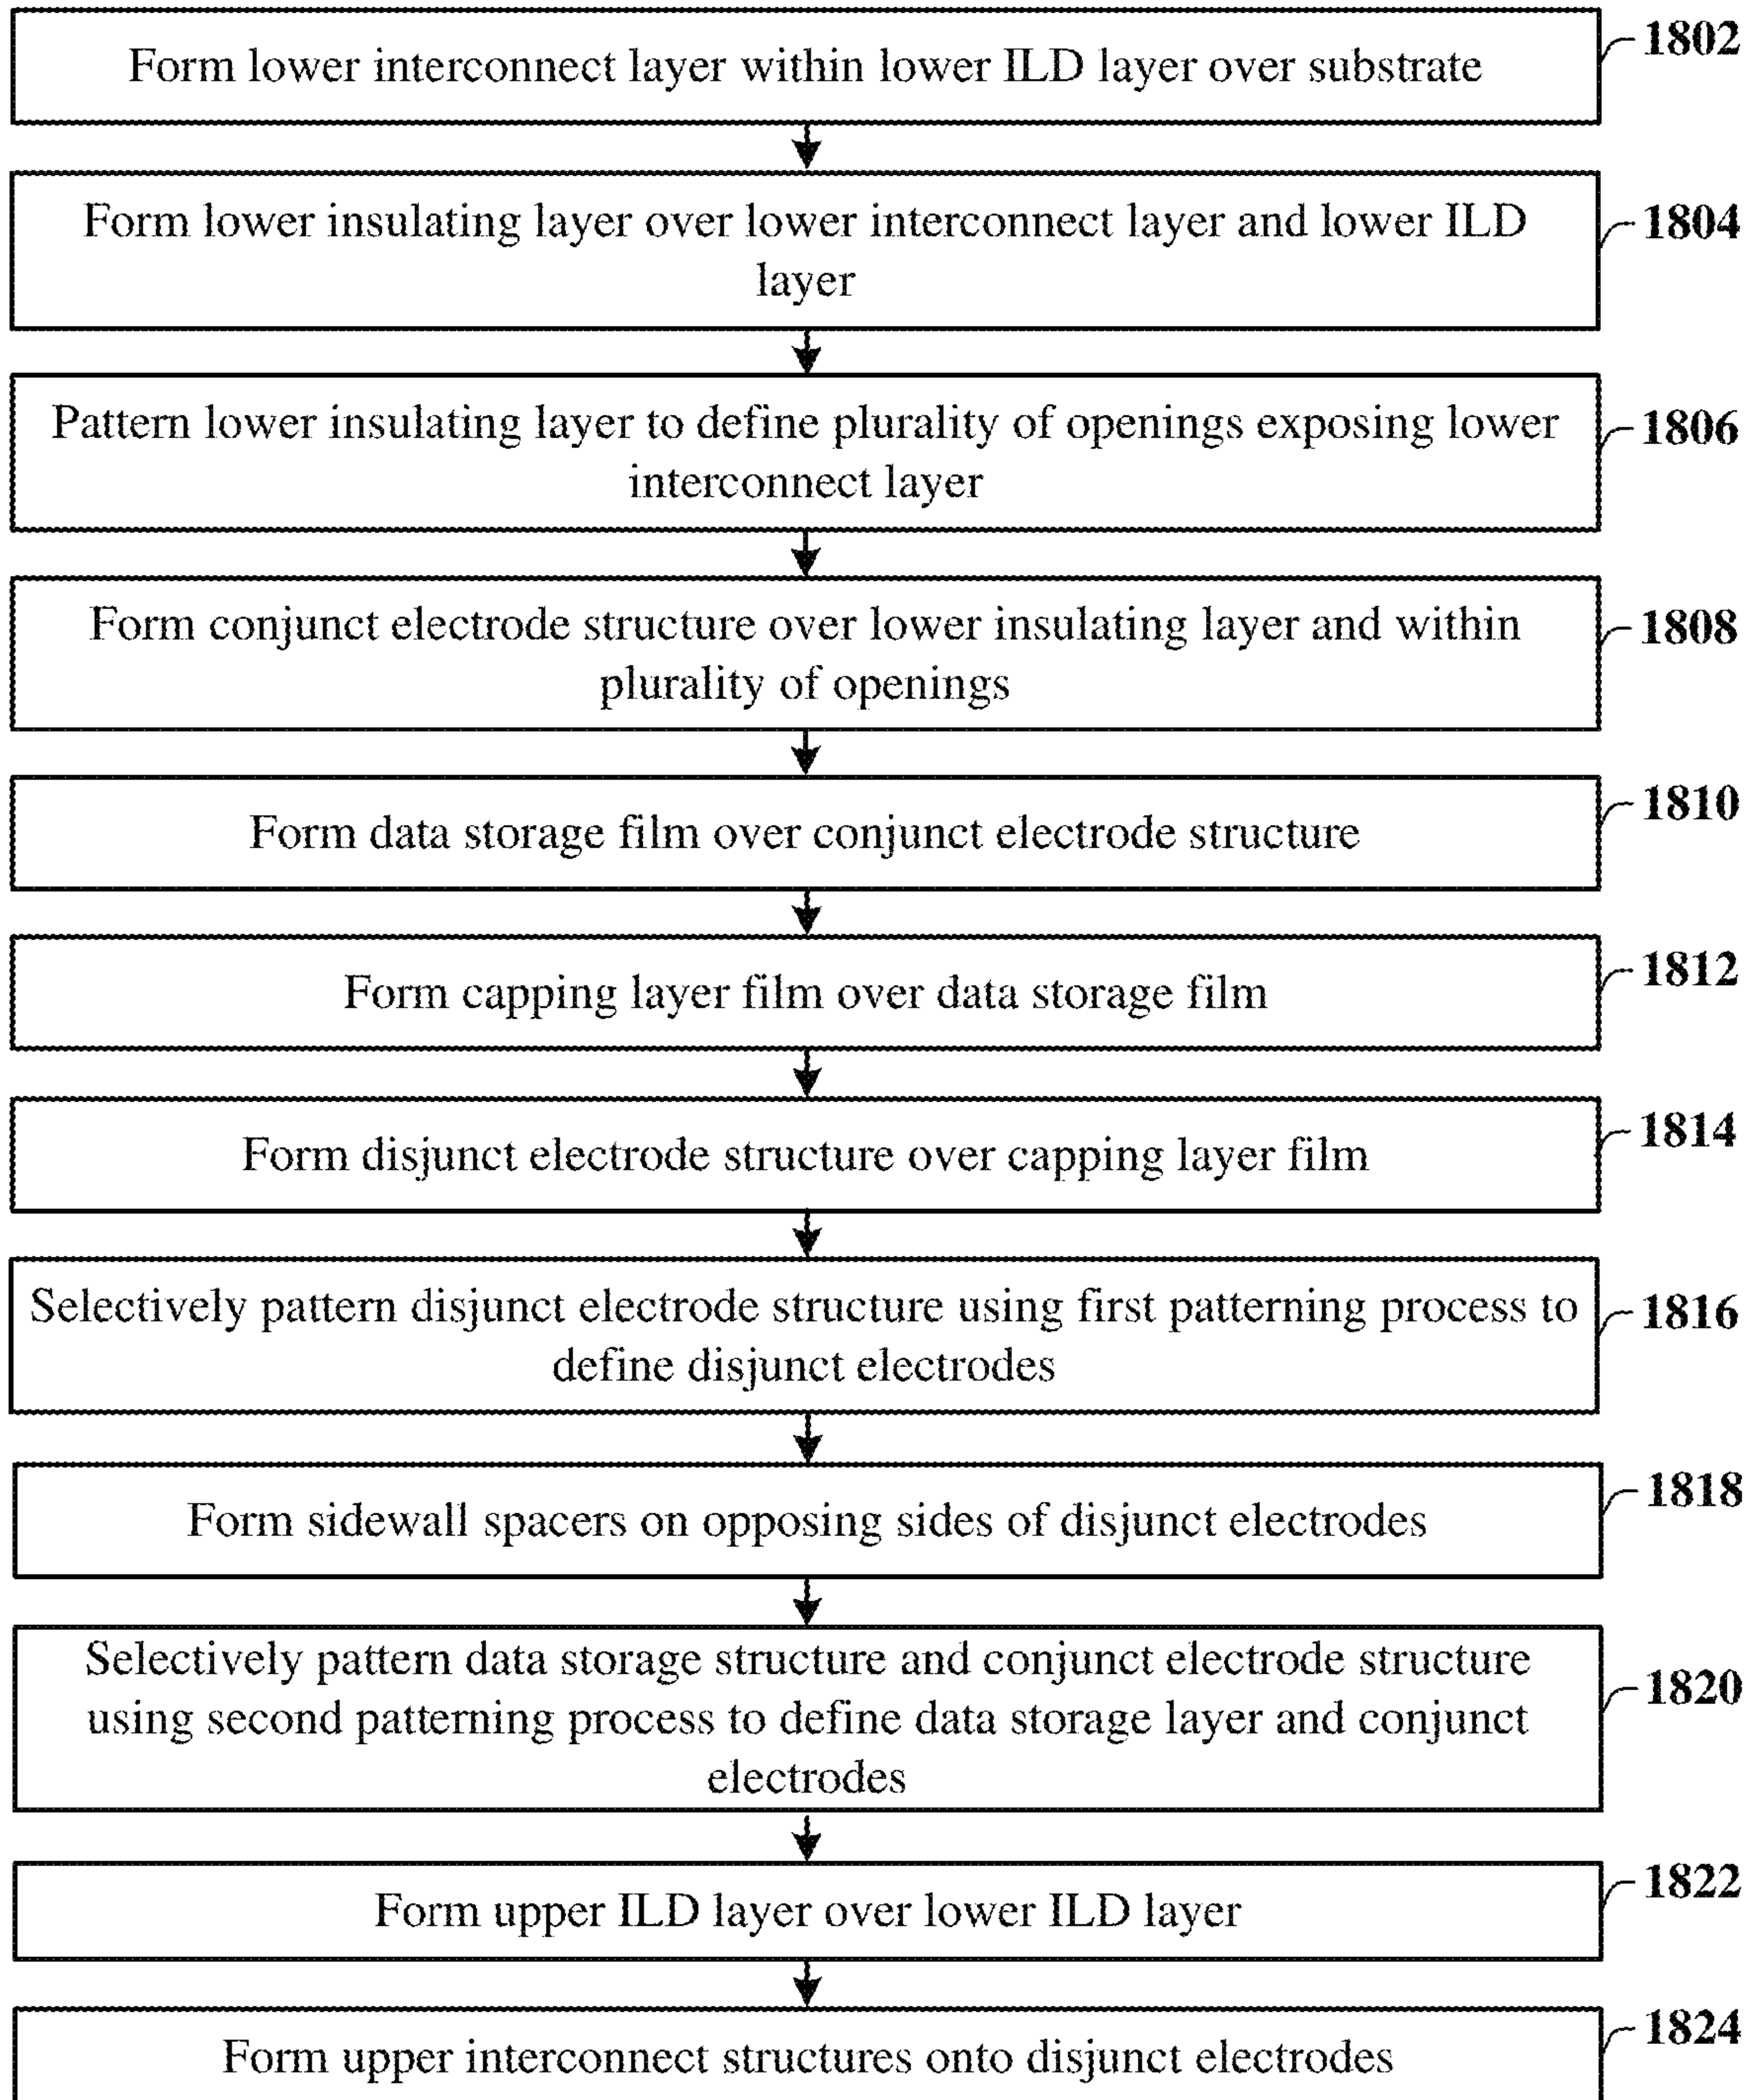 Form lower interconnect layer within lower ILD layer over substrate
1802
Form lower insulating layer over lower interconnect layer and lower ILD
layer
1804
Pattern lower insulating layer to define plurality of openings exposing lower
interconnect layer
1806
Form conjunct electrode structure over lower insulating layer and within
plurality of openings
1808
Form data storage film over conjunct electrode structure
1810
Form capping layer film over data storage film
1812
Form disjunct electrode structure over capping layer film
1814
Selectively pattern disjunct electrode structure using first patterning process to
define disjunct electrodes
1816
Form sidewall spacers on opposing sides of disjunct electrodes
1818
Selectively pattern data storage structure and conjunct electrode structure
using second patterning process to define data storage layer and conjunct
electrodes
1820
Form upper ILD layer over lower ILD layer
1822
Form upper interconnect structures onto disjunct electrodes
1824